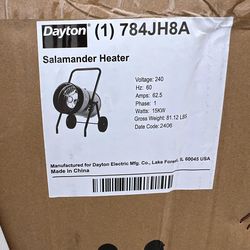 Dayton (1) 784JH8A
Salamander Heater
Voltage: 240
Hz: 60
Amps: 62.5
Phase: 1
Watts: 15KW
Gross Weight: 81.12 LBS
Date Code: 2406
Manufactured for Dayton Electric Mfg. Co., Lake Forest, IL 60045 USA
Made in China